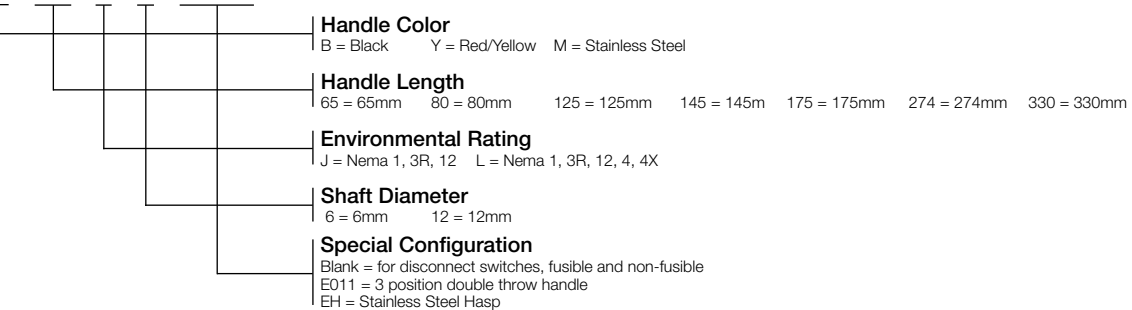 Handle Color
B = Black Y = Red/Yellow M = Stainless Steel
Handle Length
65 = 65mm 80 = 80mm 125 = 125mm 145 = 145m 175 = 175mm 274 = 274mm 330 = 330mm
Environmental Rating
J = Nema 1, 3R, 12 L = Nema 1, 3R, 12, 4, 4X
Shaft Diameter
6 = 6mm 12 = 12mm
Special Configuration
Blank = for disconnect switches, fusible and non-fusible
E011 = 3 position double throw handle
EH = Stainless Steel Hasp